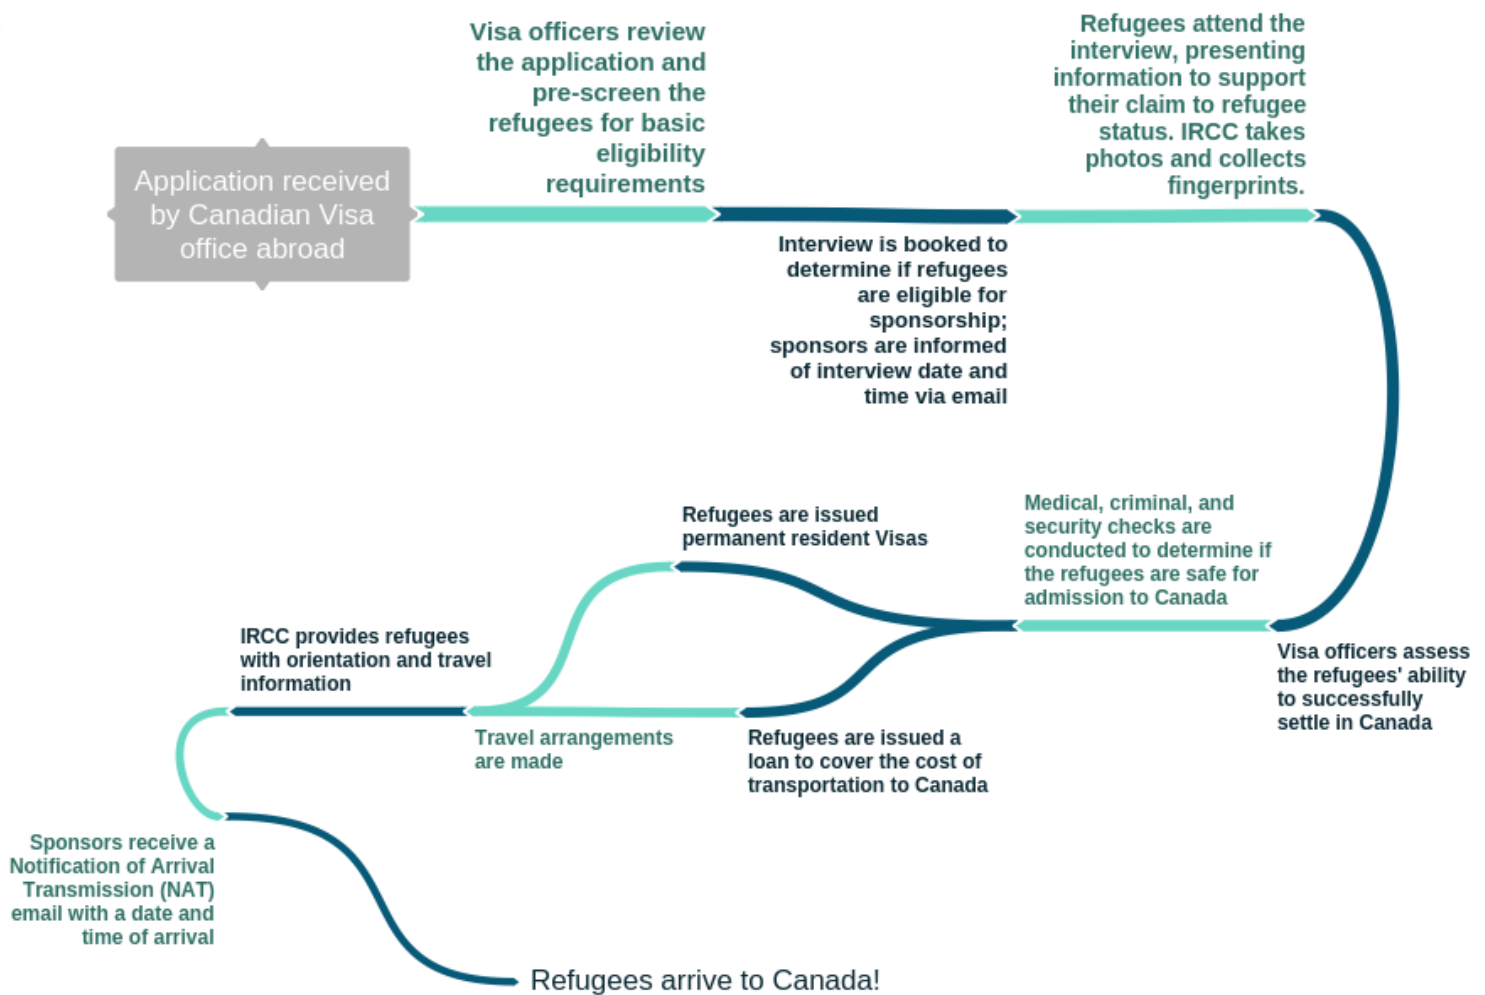 Application received
by Canadian Visa
office abroad
Visa officers review
the application and
pre-screen the
refugees for basic
eligibility
requirements
Interview is booked to
determine if refugees
are eligible for
sponsorship;
sponsors are informed
of interview date and
time via email
Refugees attend the
interview, presenting
information to support
their claim to refugee
status. IRCC takes
photos and collects
fingerprints.
Visa officers assess
the refugees' ability
to successfully
settle in Canada
Medical, criminal, and
security checks are
conducted to determine if
the refugees are safe for
admission to Canada
Refugees are issued
permanent resident Visas
Refugees are issued a
loan to cover the cost of
transportation to Canada
Travel arrangements
are made
IRCC provides refugees
with orientation and travel
information
Sponsors receive a
Notification of Arrival
Transmission (NAT)
email with a date and
time of arrival
Refugees arrive to Canada!